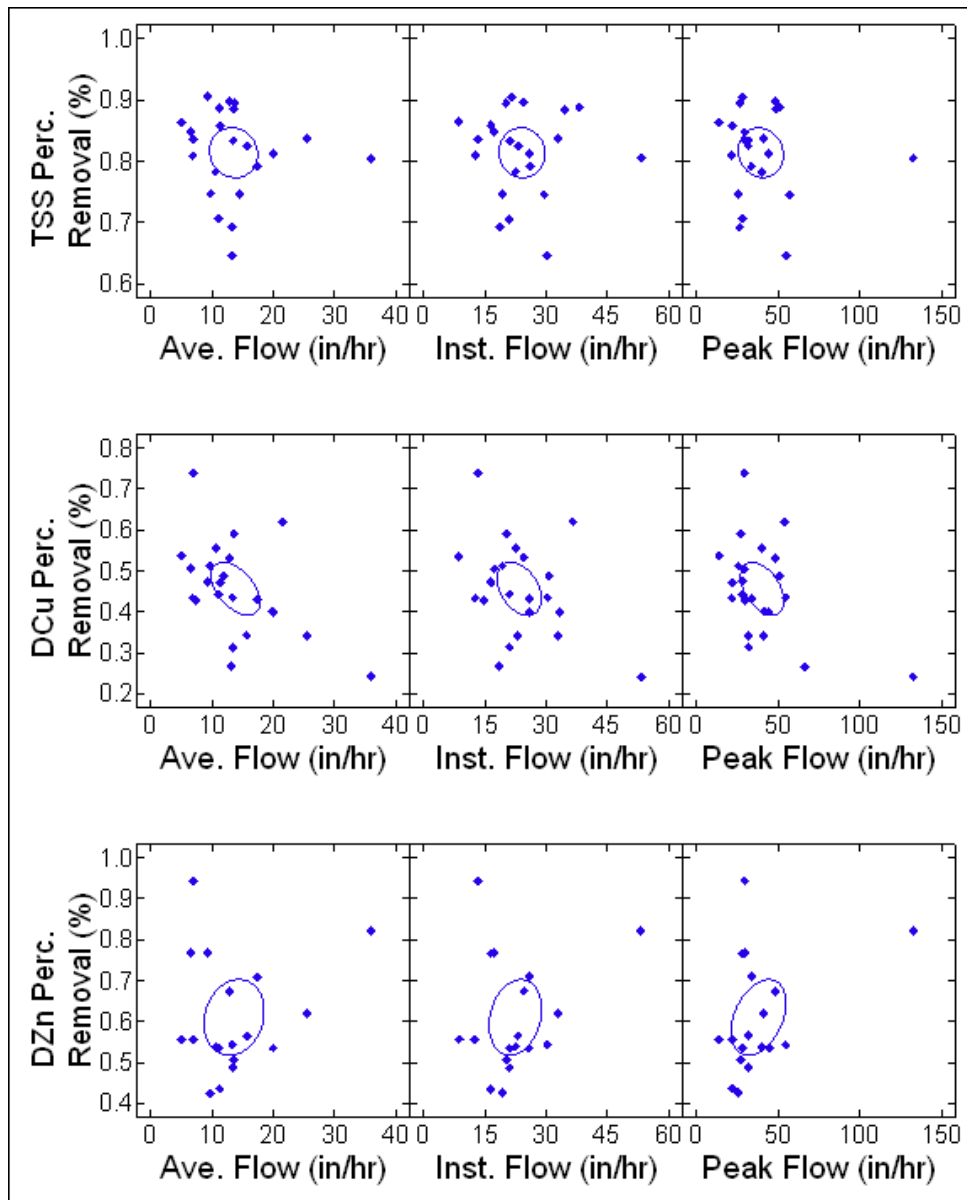 TSS Perc.
Removal (%)
1.0
0.9
0.8
0.7
0.6
0 10 20 30 40 0 15 30 45 60 0 50 100 150
Ave. Flow (in/hr) Inst. Flow (in/hr) Peak Flow (in/hr)
DCu Perc.
Removal (%)
0.8
0.7
0.6
0.5
0.4
0.3
0.2
0 10 20 30 40 0 15 30 45 60 0 50 100 150
Ave. Flow (in/hr) Inst. Flow (in/hr) Peak Flow (in/hr)
DZn Perc.
Removal (%)
1.0
0.9
0.8
0.7
0.6
0.5
0.4
0 10 20 30 40 0 15 30 45 60 0 50 100 150
Ave. Flow (in/hr) Inst. Flow (in/hr) Peak Flow (in/hr)